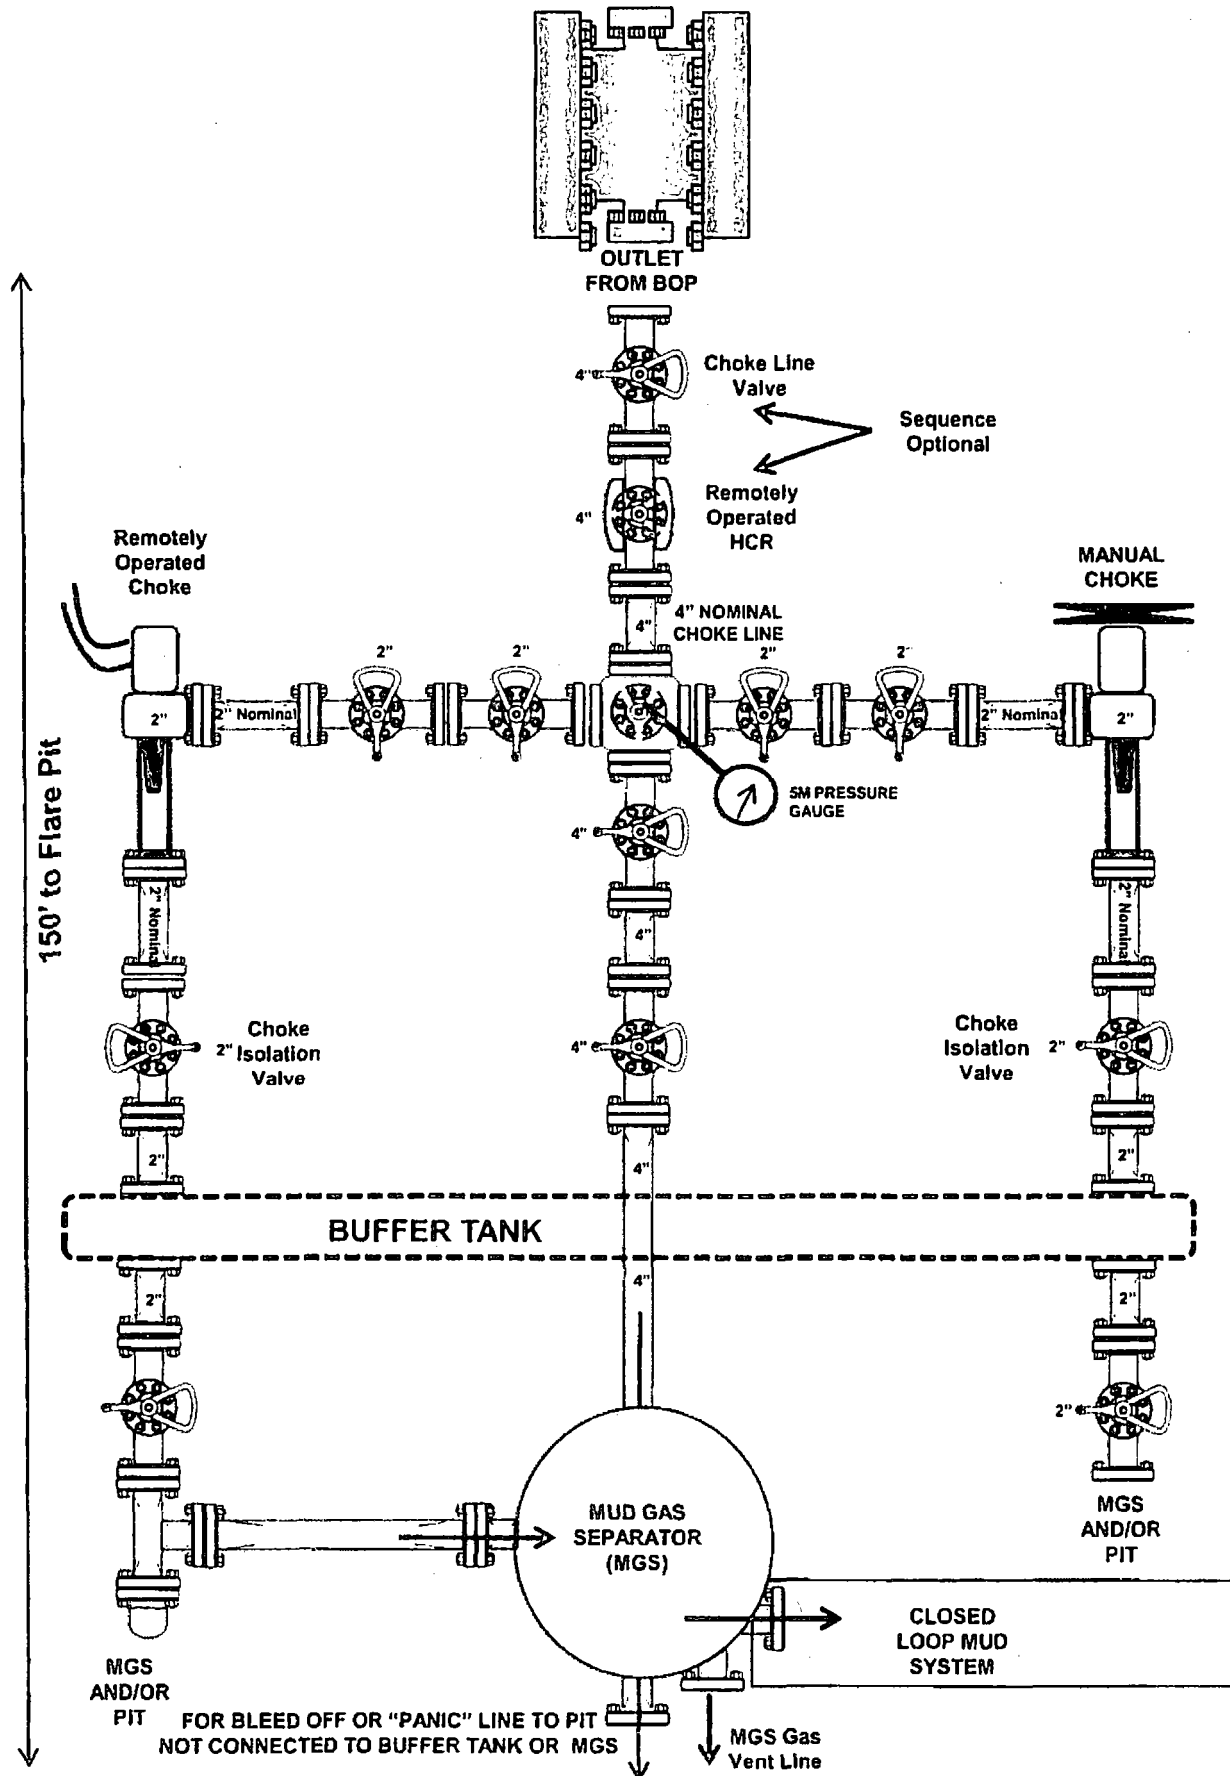 OUTLET
FROM BOP
4"
Choke Line
Valve
Sequence
Optional
4"
Remotely
Operated
HCR
Remotely
Operated
Choke
MANUAL
CHOKE
4"
4" NOMINAL
CHOKE LINE
2"
2"
2"
2"
2"
2" Nominal
2" Nominal
2"
5M PRESSURE
GAUGE
4"
150' to Flare Pit
2" Nominal
4"
2" Nominal
Choke
2" Isolation
Valve
4"
Choke
Isolation 2"
Valve
2"
4"
2"
BUFFER TANK
2"
4"
2"
2"
MUD GAS
SEPARATOR
(MGS)
MGS
AND/OR
PIT
CLOSED
LOOP MUD
SYSTEM
MGS
AND/OR
PIT
FOR BLEED OFF OR "PANIC" LINE TO PIT
NOT CONNECTED TO BUFFER TANK OR MGS
MGS Gas
Vent Line